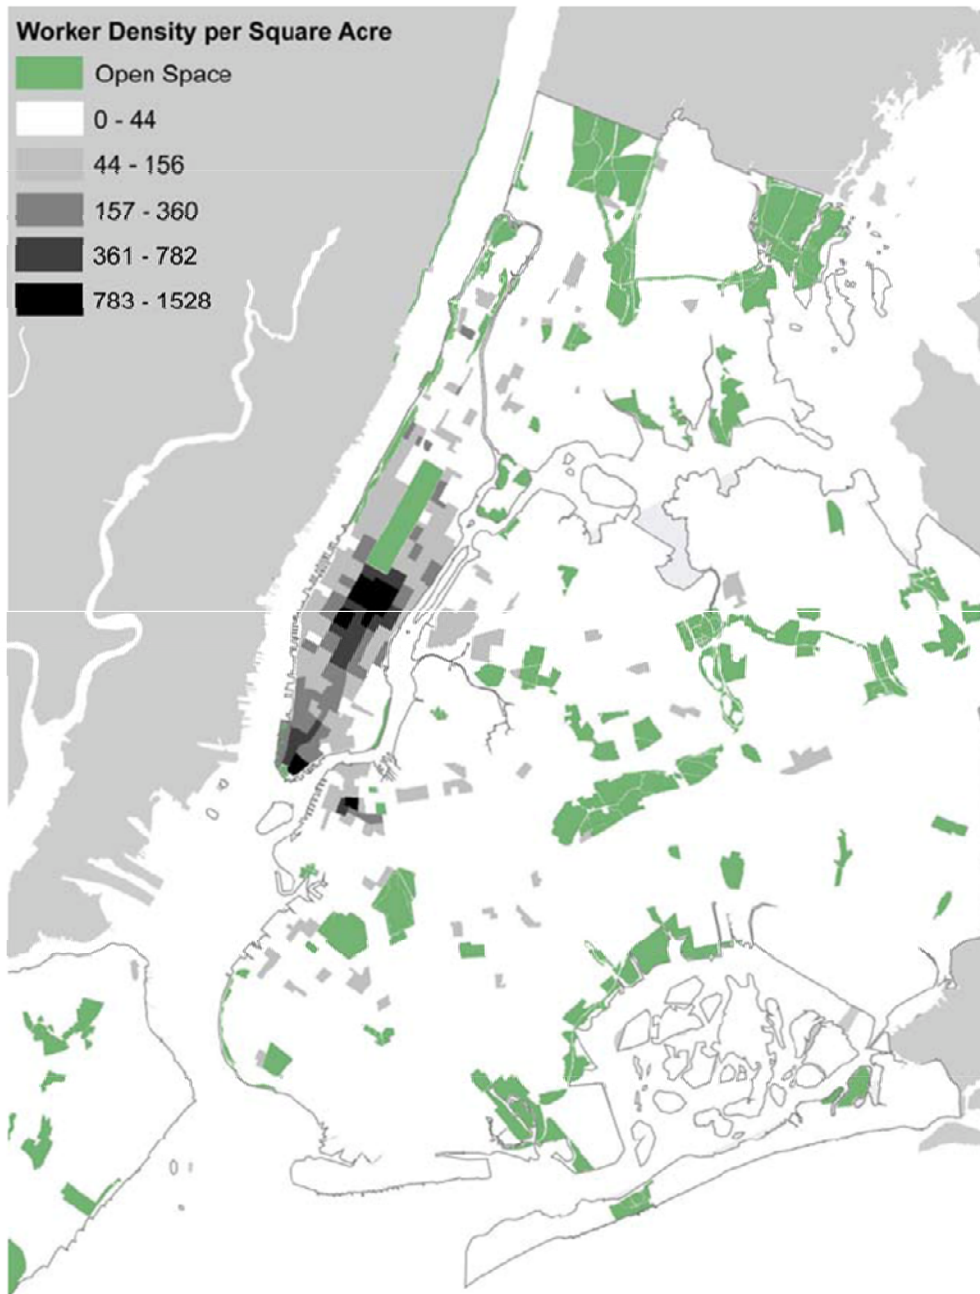 Worker Density per Square Acre
Open Space
0 - 44
44 - 156
157 - 360
361 - 782
783 - 1528